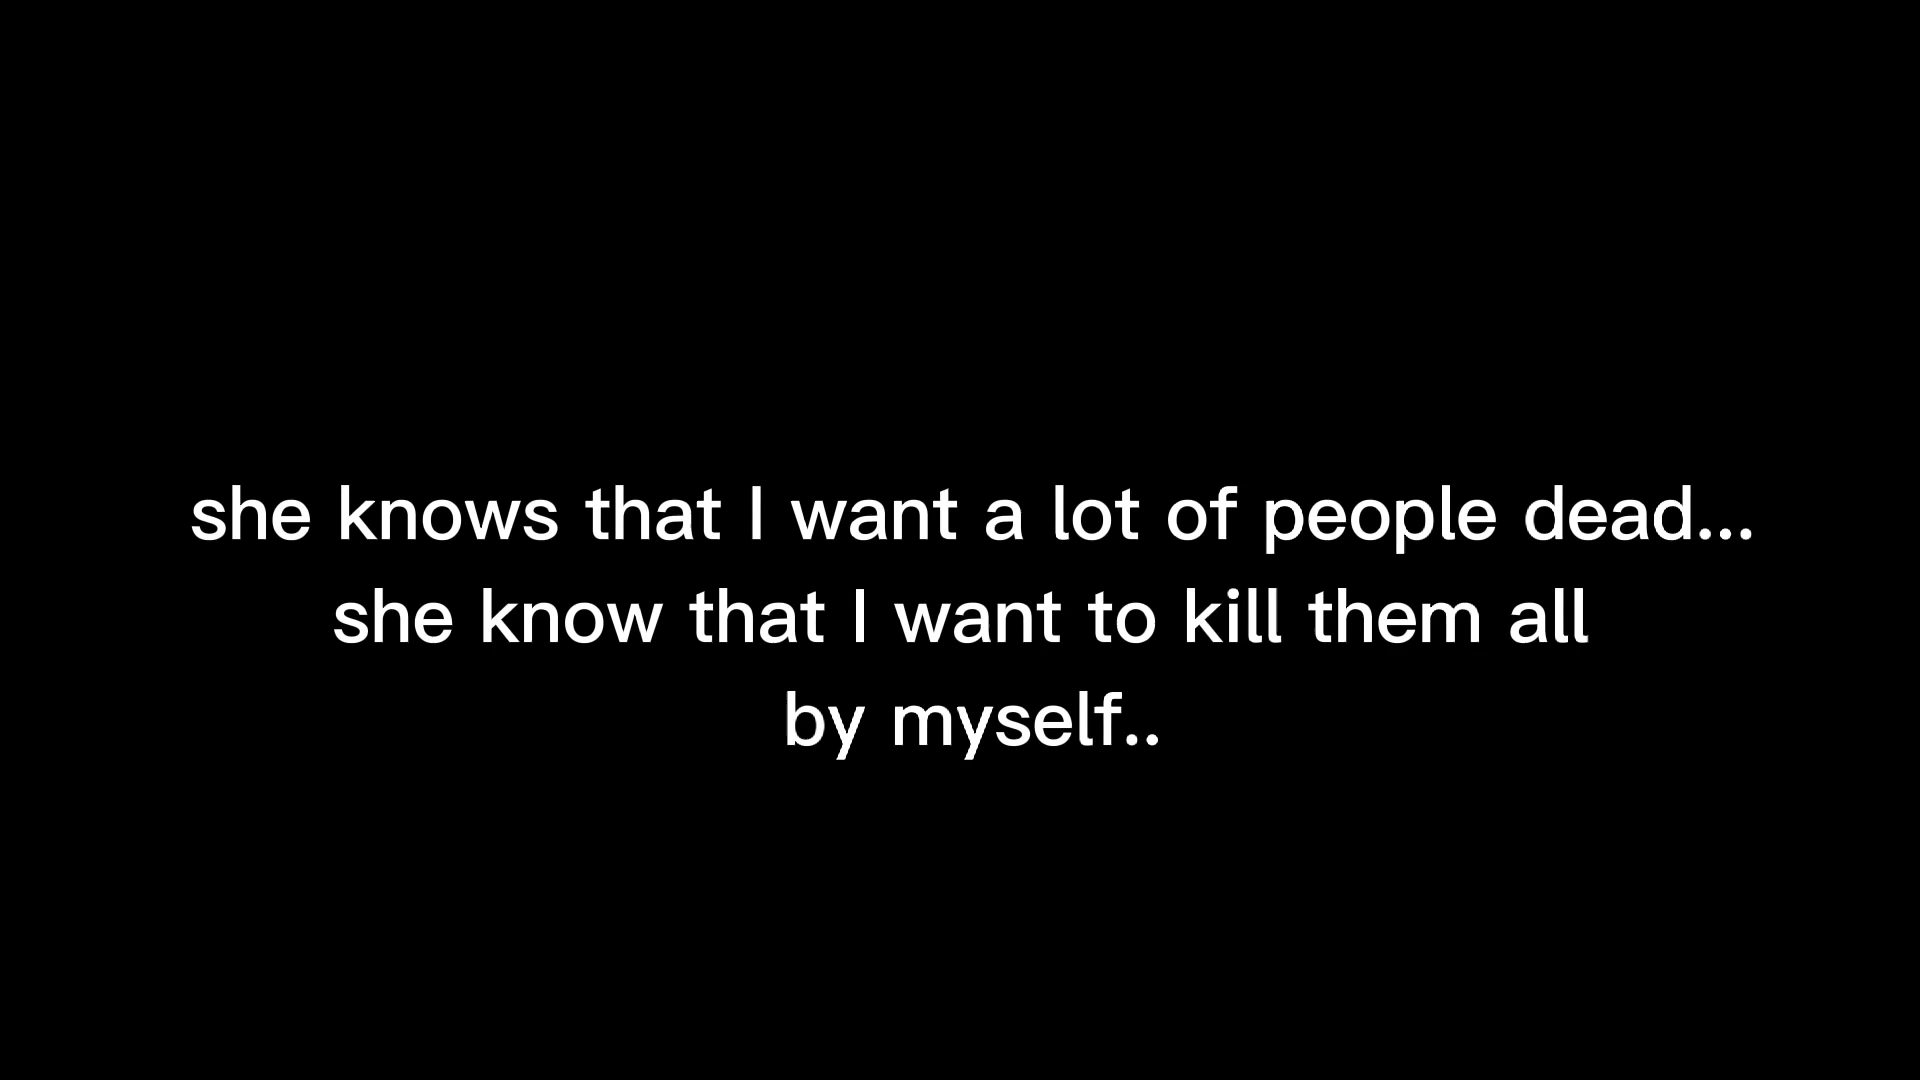 she knows that I want a lot of people dead...
she know that I want to kill them all
by myself..